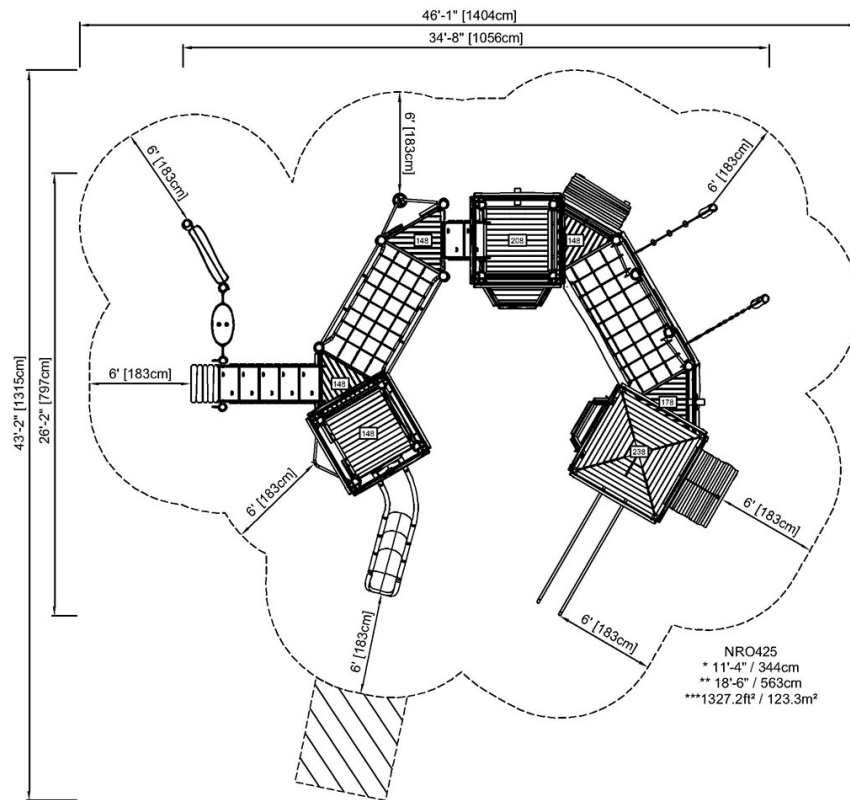 46'-1" [1404cm]
34'-8" [1056cm]
43'-2" [1315cm]
26'-2" [797cm]
6' [183cm]
6' [183cm]
6' [183cm]
148
208
148
6' [183cm]
148
148
178
238
6' [183cm]
6' [183cm]
6' [183cm]
6' [183cm]
NRO425
* 11'-4" / 344cm
** 18'-6" / 563cm
***1327.2ft² / 123.3m²